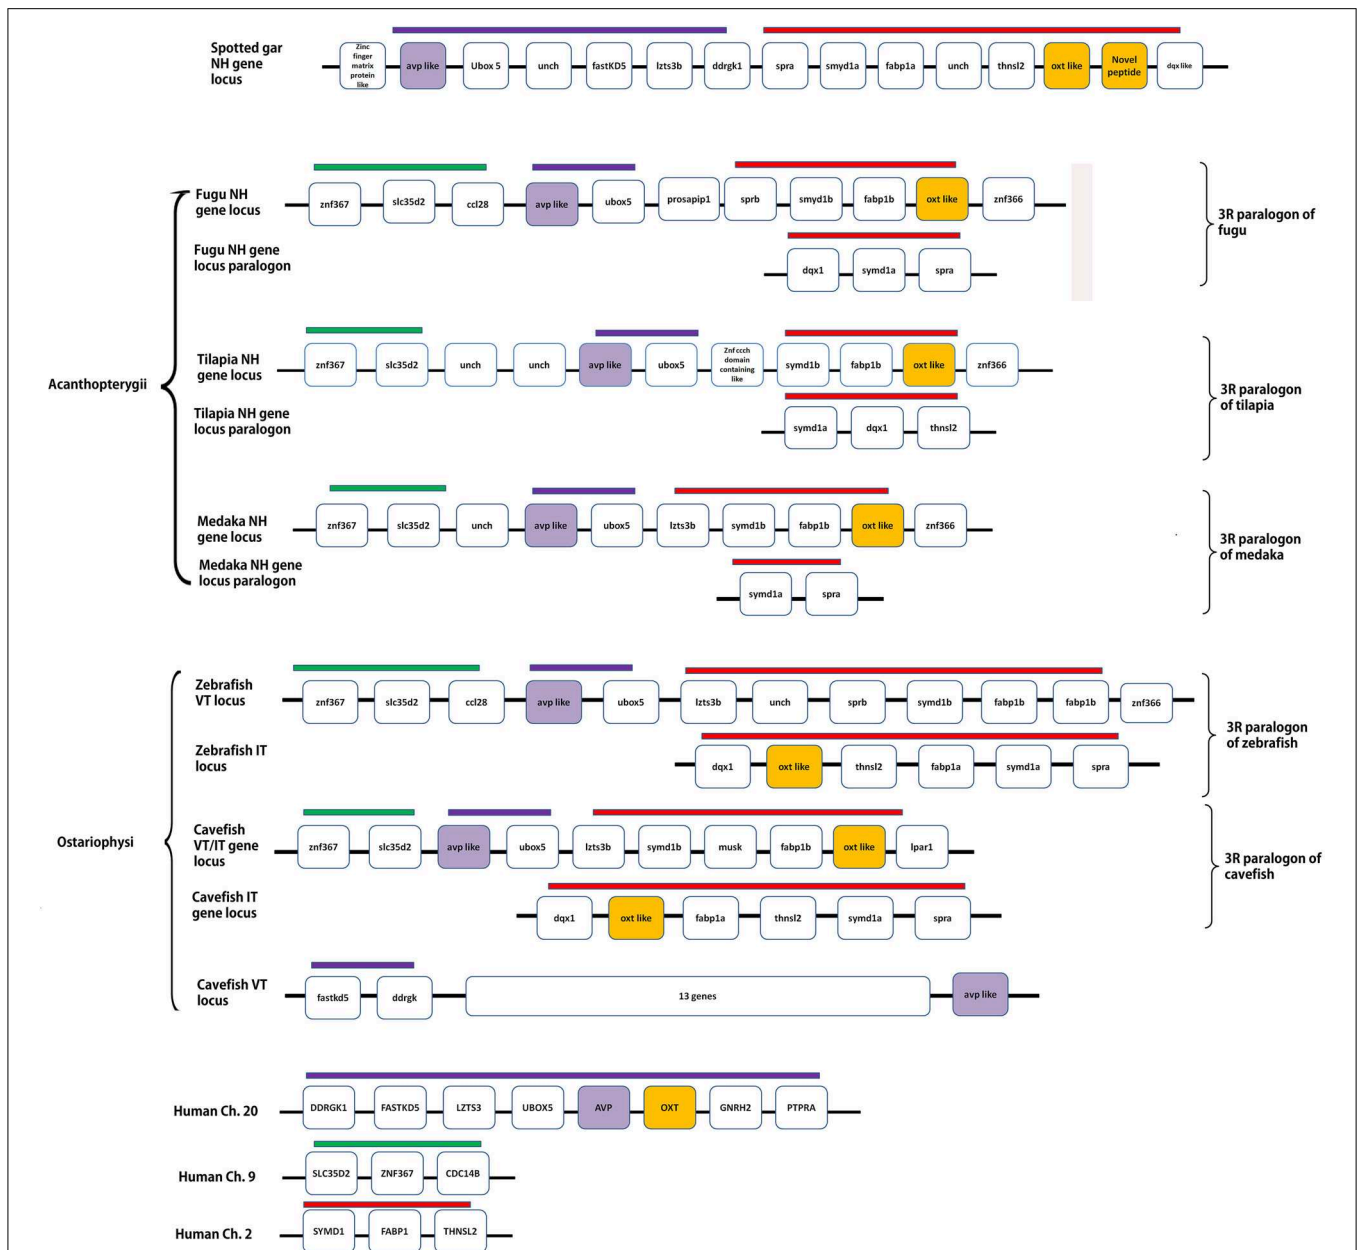 Spotted gar
NH gene
locus
Zinc
finger
matrix
protein
like
avp like
Ubox 5
unch
fastKD5
lzts3b
ddrgk1
spra
smyd1a
fabp1a
unch
thnsl2
oxt like
Novel
peptide
dqx like
Acanthopterygii
Fugu NH
gene locus
znf367
slc35d2
ccl28
avp like
ubox5
prosapip1
sprb
smyd1b
fabp1b
oxt like
znf366
Fugu NH gene
locus paralogon
dqx1
symd1a
spra
3R paralogon of
fugu
Tilapia NH
gene locus
znf367
slc35d2
unch
unch
avp like
ubox5
Znf ccch
domain
containing
like
symd1b
fabp1b
oxt like
znf366
Tilapia NH gene
locus paralogon
symd1a
dqx1
thnsl2
3R paralogon
of tilapia
Medaka NH
gene locus
znf367
slc35d2
unch
avp like
ubox5
lzts3b
symd1b
fabp1b
oxt like
znf366
Medaka NH gene
locus paralogon
symd1a
spra
3R paralogon
of medaka
Ostariophysi
Zebrafish
VT locus
znf367
slc35d2
ccl28
avp like
ubox5
lzts3b
unch
sprb
symd1b
fabp1b
fabp1b
znf366
Zebrafish IT
locus
dqx1
oxt like
thnsl2
fabp1a
symd1a
spra
3R paralogon
of zebrafish
Cavefish
VT/IT gene
locus
znf367
slc35d2
avp like
ubox5
lzts3b
symd1b
musk
fabp1b
oxt like
lpar1
Cavefish IT
gene locus
dqx1
oxt like
fabp1a
thnsl2
symd1a
spra
3R paralogon of
cavefish
Cavefish VT
locus
fastkd5
ddrgk
13 genes
avp like
Human Ch. 20
DDRGK1
FASTKD5
LZTS3
UBOX5
AVP
OXT
GNRH2
PTPRA
Human Ch. 9
SLC35D2
ZNF367
CDC14B
Human Ch. 2
SYMD1
FABP1
THNSL2